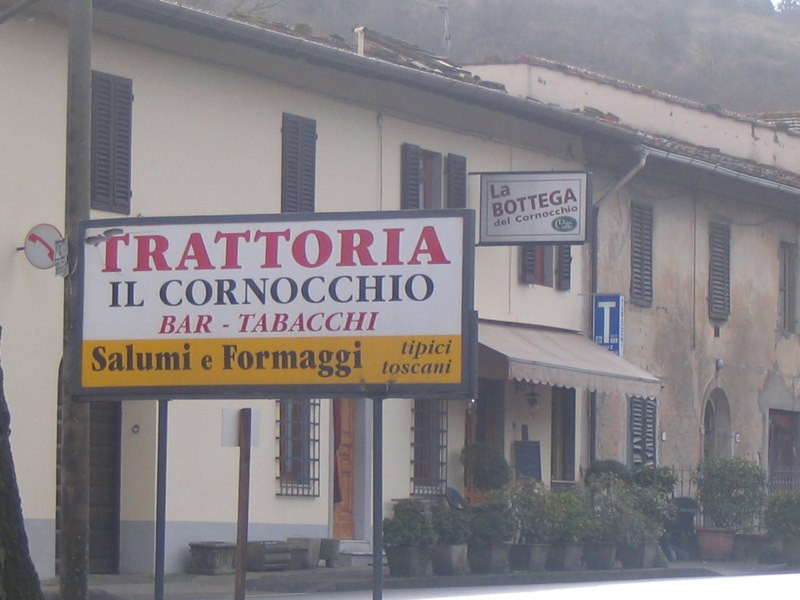 TRATTORIA
IL CORNOCCHIO
BAR - TABACCHI
Salumi e Formaggi
tipici
toscani
La
BOTTEGA
del Cornocchio
T